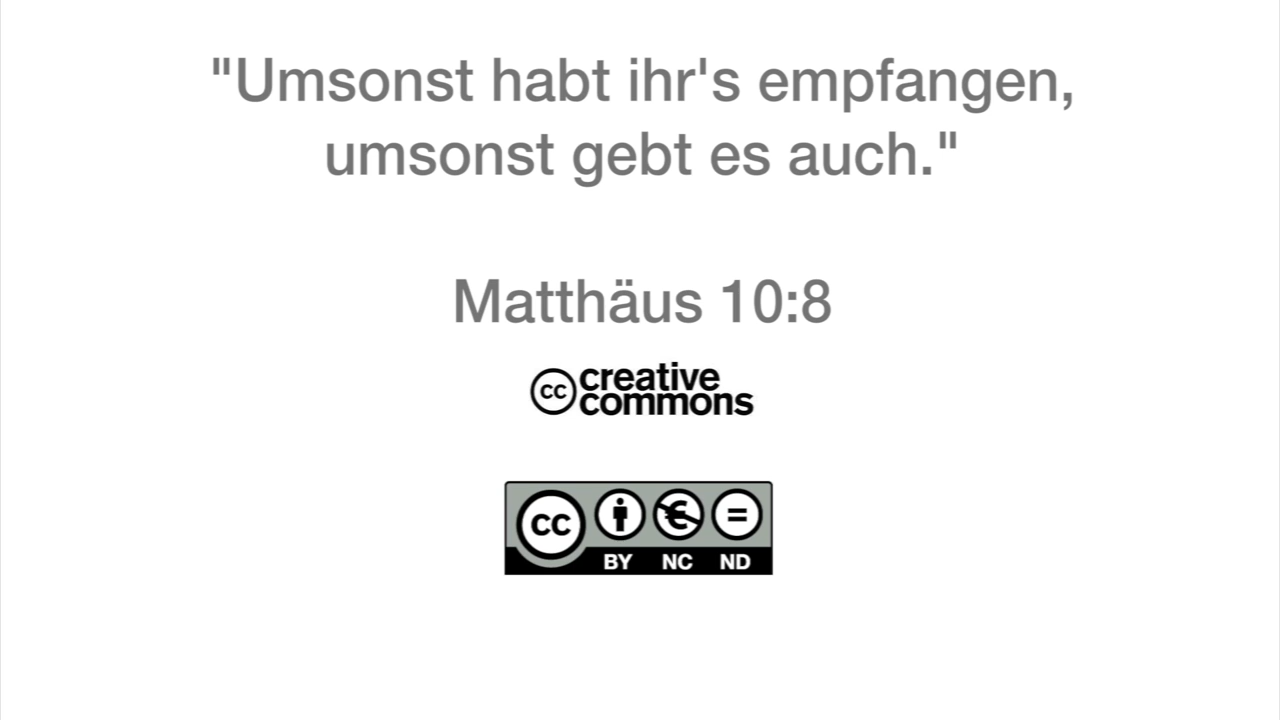 "Umsonst habt ihr's empfangen,
umsonst gebt es auch."
Matthäus 10:8
cc creative
commons
cc BY NC ND